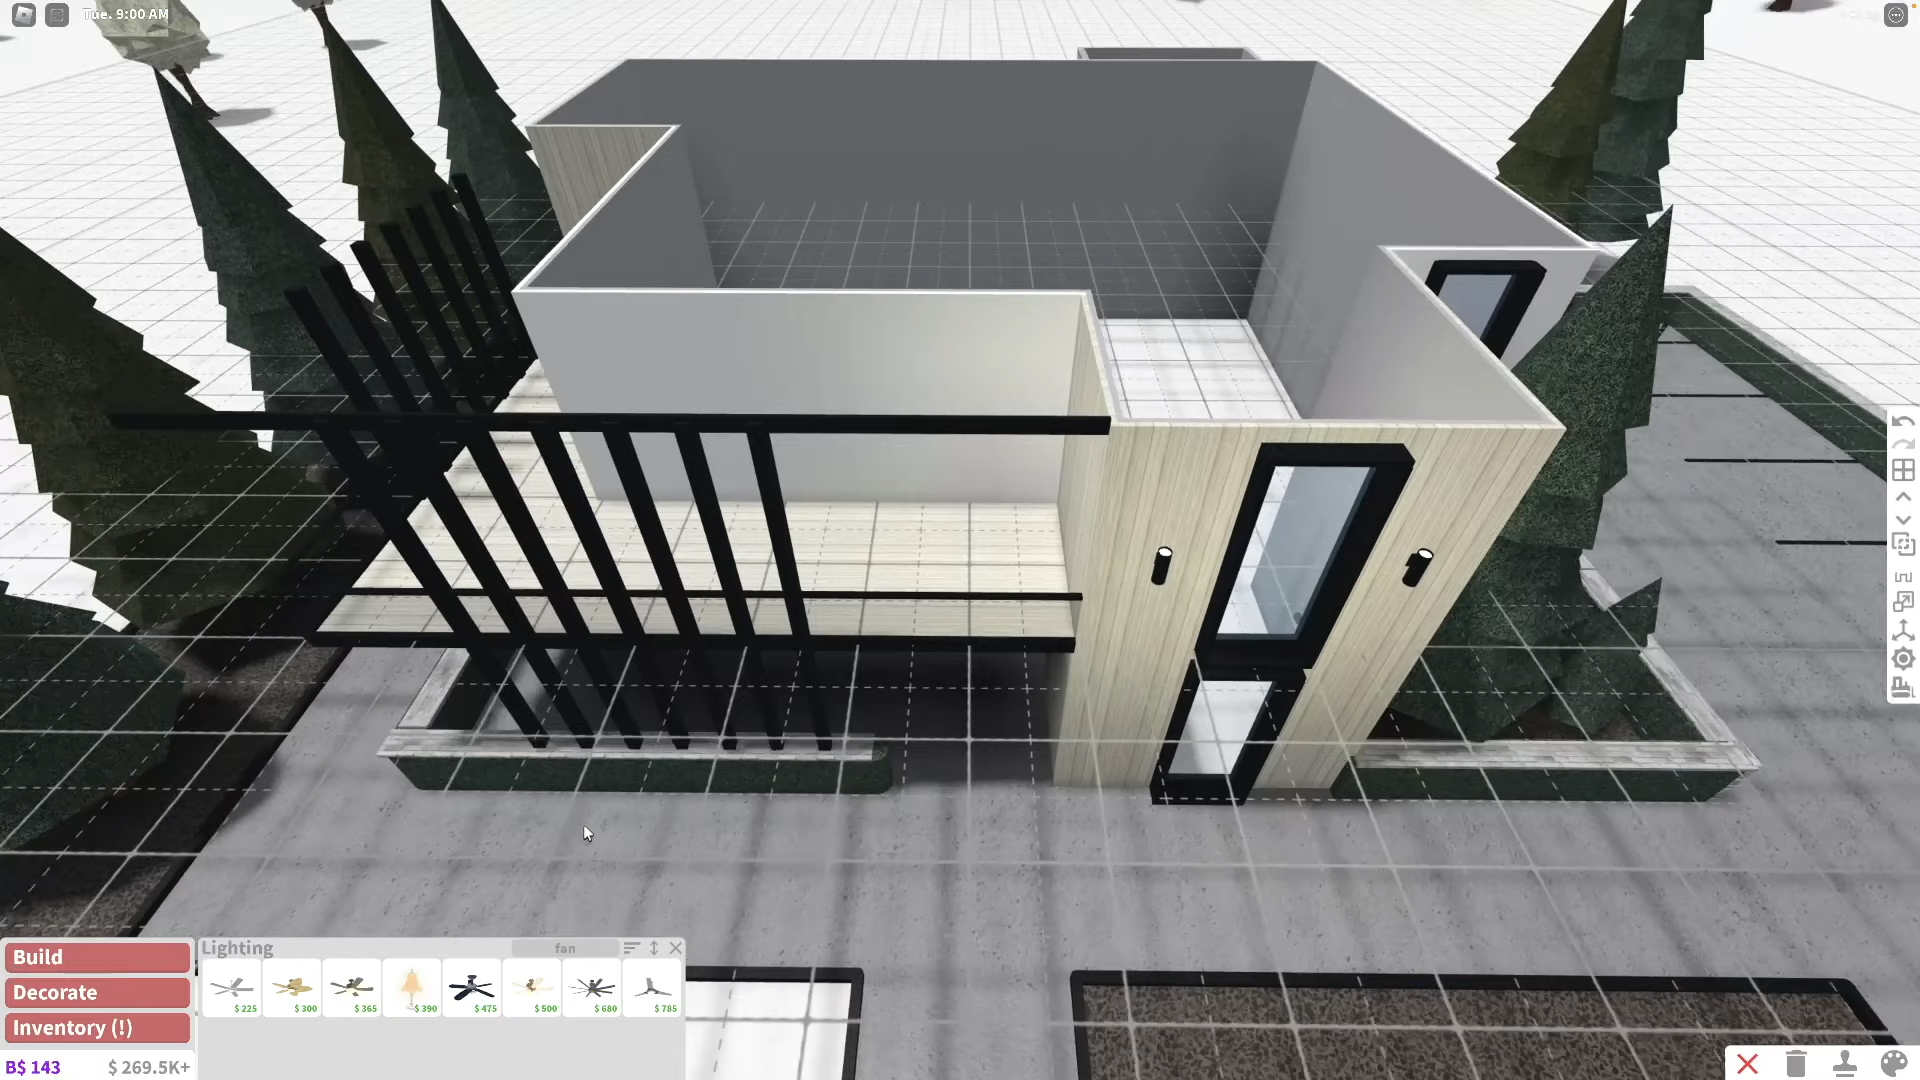 Tue. 9:00 AM
Lighting
fan
$ 225
$ 300
$ 365
$ 390
$ 475
$ 500
$ 680
$ 785
Build
Decorate
Inventory (!)
B$ 143
$ 269.5K+